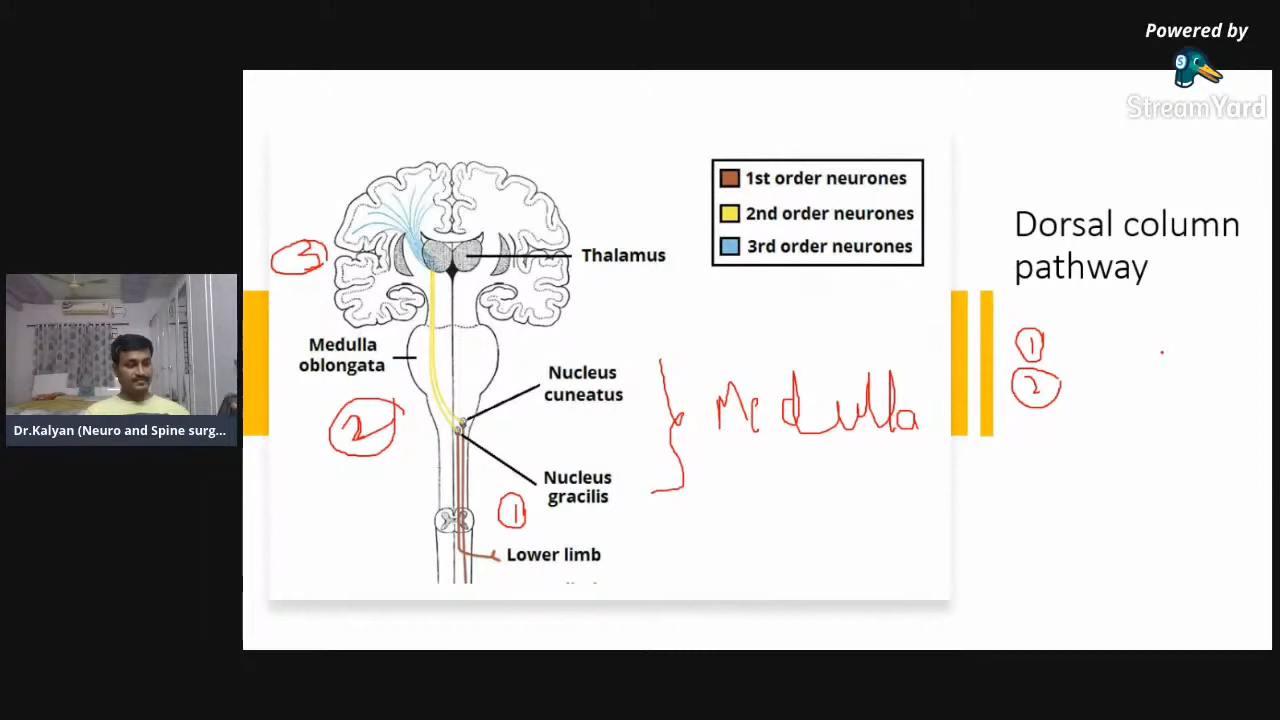 Powered by
S
StreamYard
1st order neurones
2nd order neurones
3rd order neurones
Dorsal column
pathway
3
Thalamus
1
2
Medulla
oblongata
Nucleus
cuneatus
Medulla
2
Nucleus
gracilis
1
Lower limb
Dr.Kalyan (Neuro and Spine surg...